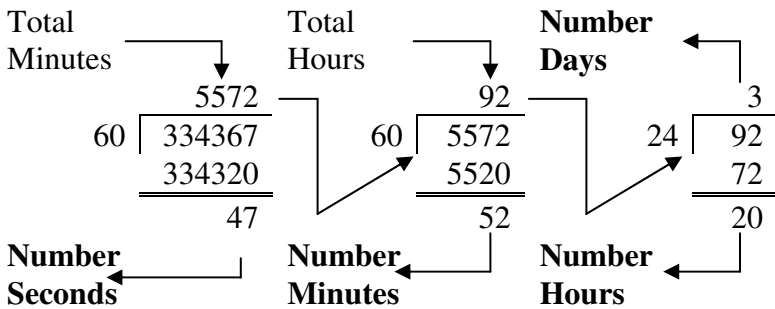 Total Minutes
Total Hours
Number Days
5572
92
3
60 334367
60 5572
24 92
334320
5520
72
47
52
20
Number Seconds
Number Minutes
Number Hours